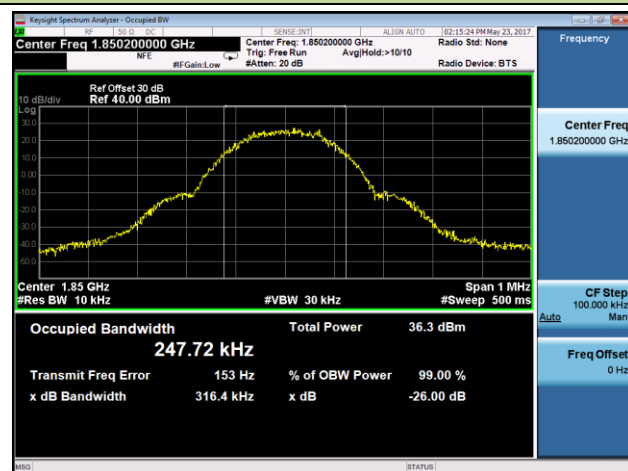 Keysight Spectrum Analyzer - Occupied BW
RF 50 Ω DC SENSE:INT ALIGN AUTO 02:15:24 PM May 23, 2017
Center Freq 1.850200000 GHz
Center Freq: 1.850200000 GHz
Radio Std: None
NFE
Trig: Free Run Avg|Hold:>10/10
#IFGain:Low
#Atten: 20 dB
Radio Device: BTS
Ref Offset 30 dB
10 dB/div Ref 40.00 dBm
Log
30.0
20.0
10.0
0.00
-10.0
-20.0
-30.0
-40.0
-50.0
Center 1.85 GHz Span 1 MHz
#Res BW 10 kHz #VBW 30 kHz #Sweep 500 ms
Occupied Bandwidth Total Power 36.3 dBm
247.72 kHz
Transmit Freq Error 153 Hz % of OBW Power 99.00 %
x dB Bandwidth 316.4 kHz x dB -26.00 dB
MSG STATUS
Frequency
Center Freq
1.850200000 GHz
CF Step
100.000 kHz
Auto Man
Freq Offset
0 Hz